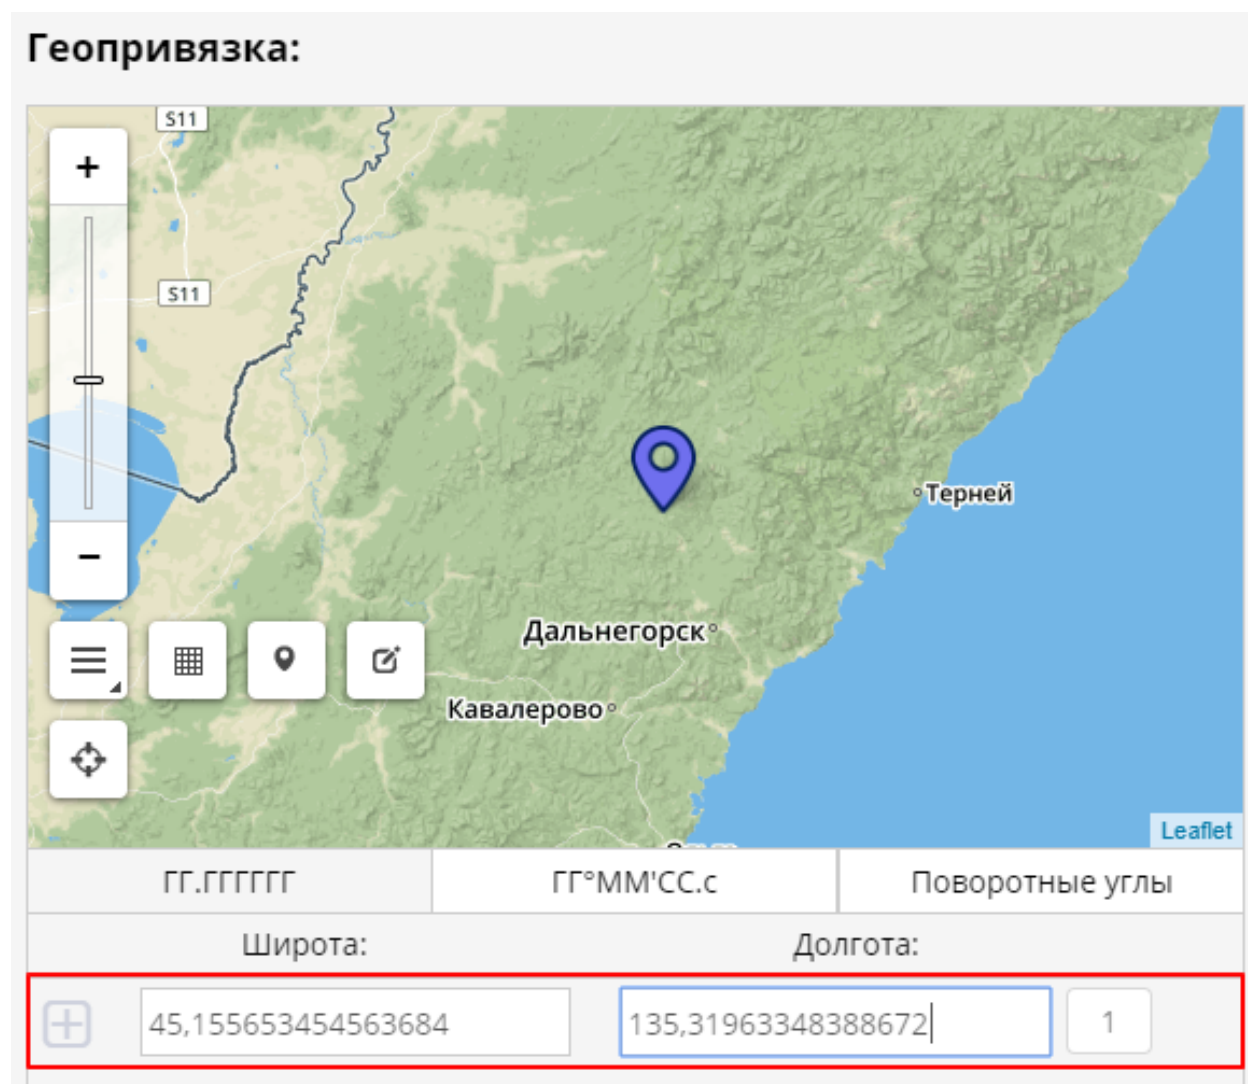 Геопривязка:
S11
+
S11
Терней
−
Дальнегорск
Кавалерово
Leaflet
ГГ.ГГГГГГ
ГГ°ММ'СС.с
Поворотные углы
Широта:
Долгота:
45,155653454563684
135,31963348388672
1